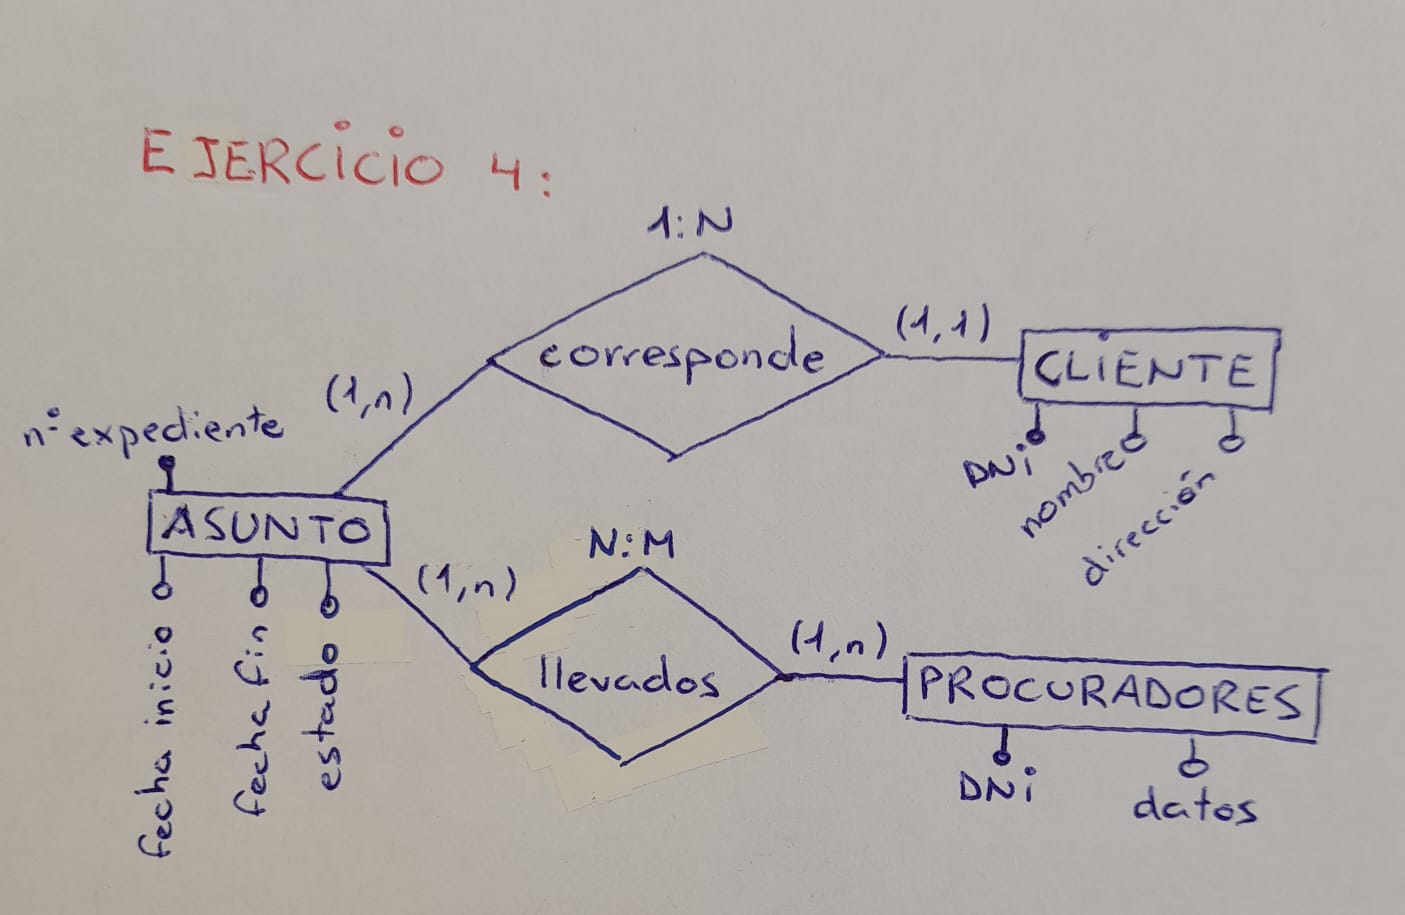 EJERCICIO 4:
1:N
(1,1)
corresponde
CLIENTE
(1,n)
nº expediente
DNi
nombre
dirección
ASUNTO
N:M
(1,n)
(1,n)
llevados
PROCURADORES
fecha inicio
fecha fin
estado
DNi
datos